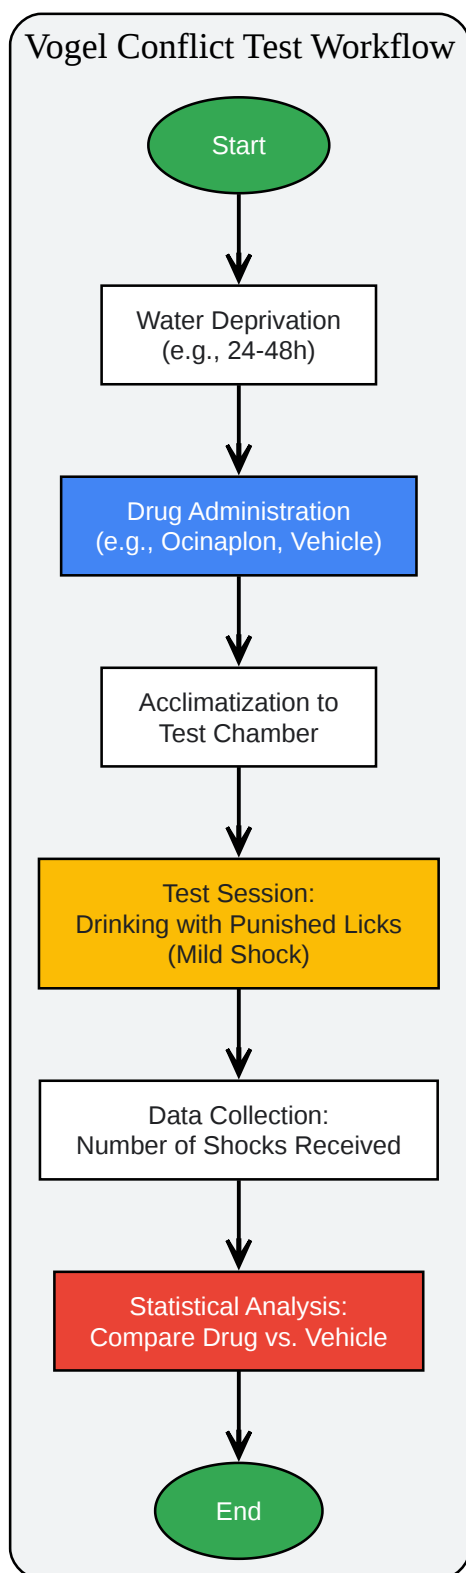 Vogel Conflict Test Workflow
Start
Water Deprivation
(e.g., 24-48h)
Drug Administration
(e.g., Ocinaplon, Vehicle)
Acclimatization to
Test Chamber
Test Session:
Drinking with Punished Licks
(Mild Shock)
Data Collection:
Number of Shocks Received
Statistical Analysis:
Compare Drug vs. Vehicle
End